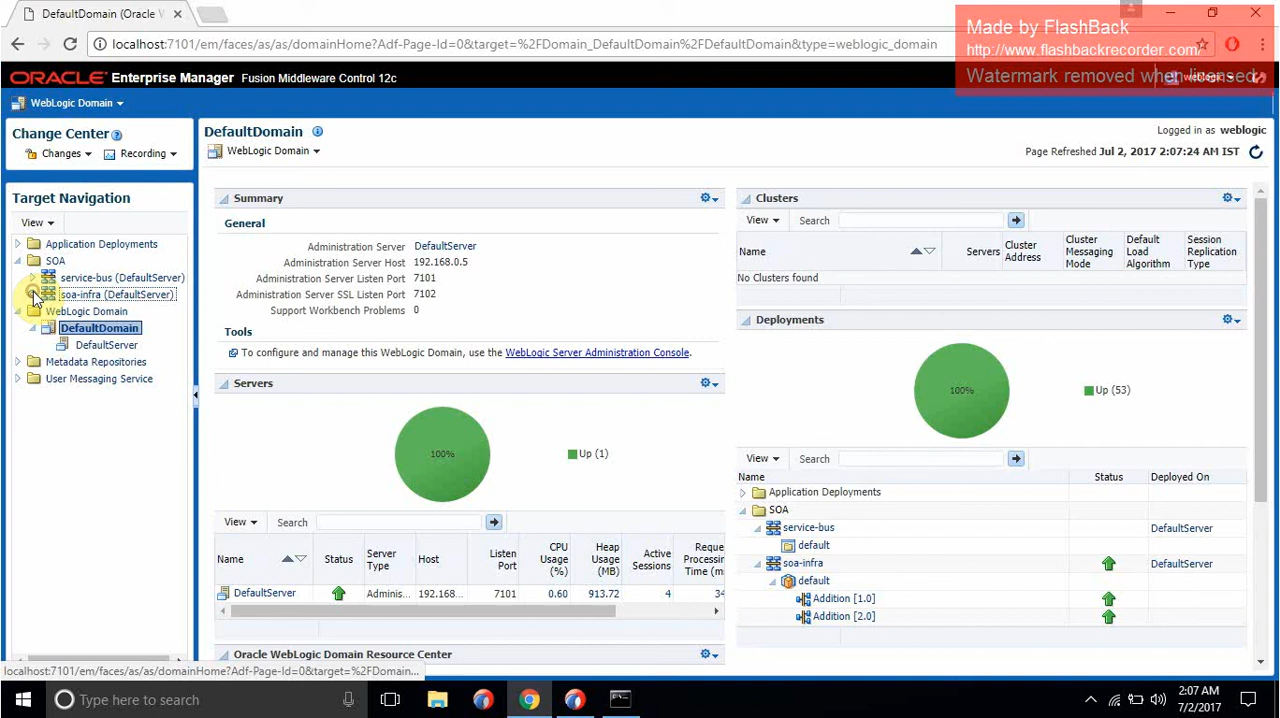 DefaultDomain (Oracle W
Made by FlashBack
http://www.flashbackrecorder.com/
Watermark removed when licensed.
localhost:7101/em/faces/as/as/domainHome?Adf-Page-Id=0&target=%2FDomain_DefaultDomain%2FDefaultDomain&type=weblogic_domain
ORACLE Enterprise Manager Fusion Middleware Control 12c
weblogic
WebLogic Domain
Change Center
Changes Recording
DefaultDomain
WebLogic Domain
Logged in as weblogic
Page Refreshed Jul 2, 2017 2:07:24 AM IST
Target Navigation
View
Application Deployments
SOA
service-bus (DefaultServer)
soa-infra (DefaultServer)
WebLogic Domain
DefaultDomain
DefaultServer
Metadata Repositories
User Messaging Service
Summary
General
Administration Server DefaultServer
Administration Server Host 192.168.0.5
Administration Server Listen Port 7101
Administration Server SSL Listen Port 7102
Support Workbench Problems 0
Tools
To configure and manage this WebLogic Domain, use the WebLogic Server Administration Console.
Servers
100%
Up (1)
View Search
Name Status Server Type Host Listen Port CPU Usage (%) Heap Usage (MB) Active Sessions Reque Processing Time (m
DefaultServer Adminis... 192.168... 7101 0.60 913.72 4 34
Oracle WebLogic Domain Resource Center
Clusters
View Search
Name Servers Cluster Address Cluster Messaging Mode Default Load Algorithm Session Replication Type
No Clusters found
Deployments
100%
Up (53)
View Search
Name Status Deployed On
Application Deployments
SOA
service-bus DefaultServer
default
soa-infra DefaultServer
default
Addition [1.0]
Addition [2.0]
localhost:7101/em/faces/as/as/domainHome?Adf-Page-Id=0&target=%2FDomain...
Type here to search
2:07 AM
7/2/2017